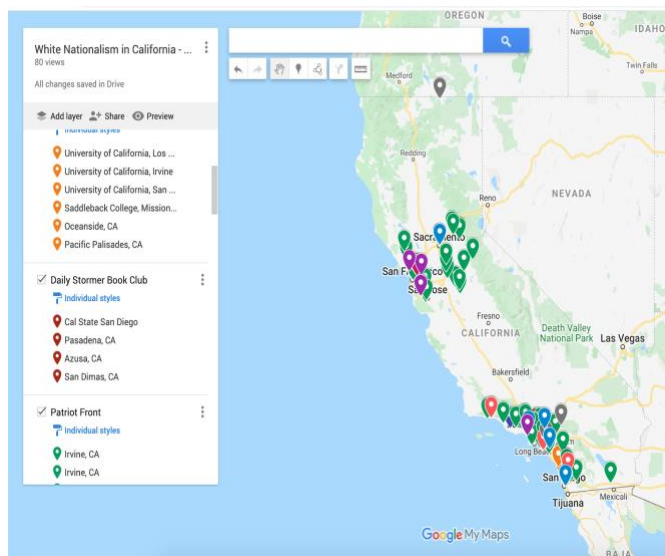 White Nationalism in California - ...
80 views
All changes saved in Drive
Add layer Share Preview
Individual styles
University of California, Los ...
University of California, Irvine
University of California, San ...
Saddleback College, Mission...
Oceanside, CA
Pacific Palisades, CA
Daily Stormer Book Club
Individual styles
Cal State San Diego
Pasadena, CA
Azusa, CA
San Dimas, CA
Patriot Front
Individual styles
Irvine, CA
Irvine, CA
OREGON
Boise
Nampa
IDAHO
Twin Falls
Medford
Redding
Reno
NEVADA
Sacramento
San Francisco
San Jose
Fresno
CALIFORNIA
Death Valley
National Park
Las Vegas
Bakersfield
Long Beach
San Diego
Tijuana
Mexicali
BAJA
Google My Maps